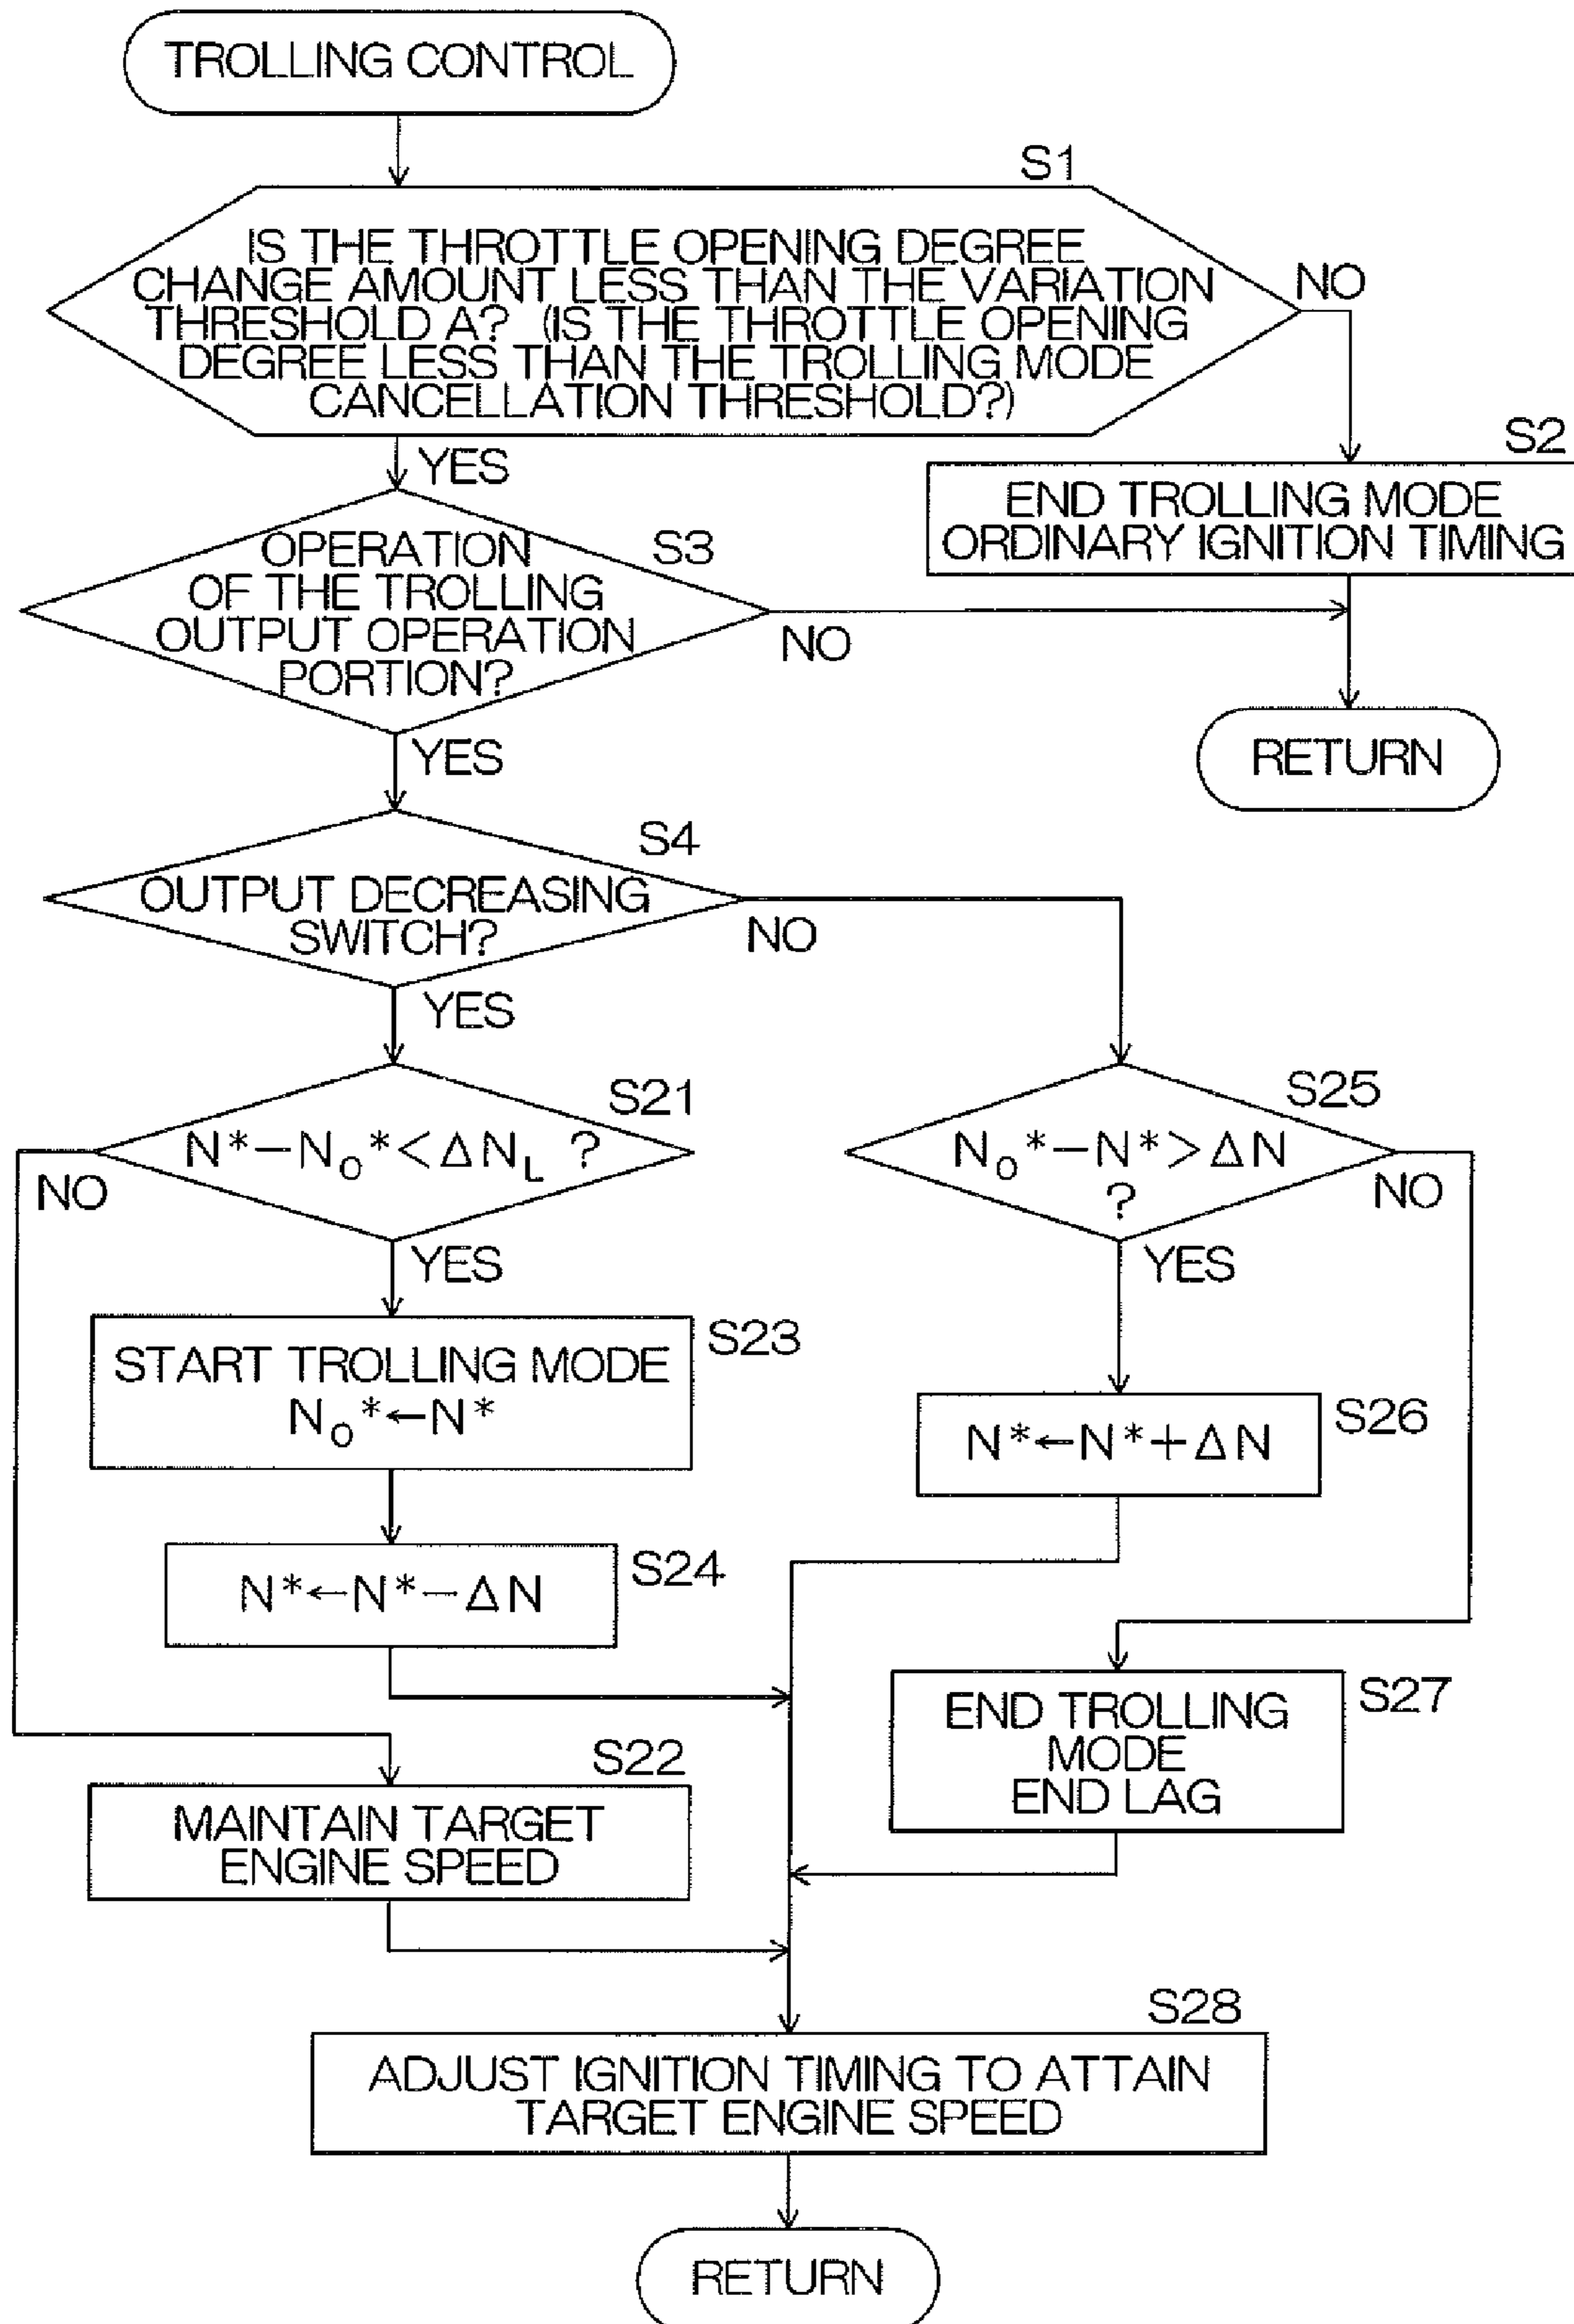 TROLLING CONTROL
S1
IS THE THROTTLE OPENING DEGREE
CHANGE AMOUNT LESS THAN THE VARIATION
THRESHOLD A? (IS THE THROTTLE OPENING
DEGREE LESS THAN THE TROLLING MODE
CANCELLATION THRESHOLD?)
NO
YES
S2
END TROLLING MODE
ORDINARY IGNITION TIMING
S3
OPERATION
OF THE TROLLING
OUTPUT OPERATION
PORTION?
NO
YES
RETURN
S4
OUTPUT DECREASING
SWITCH?
NO
YES
S21
N*−N₀*<ΔN_L ?
NO
YES
S25
N₀*−N*>ΔN
?
NO
YES
S23
START TROLLING MODE
N₀*←N*
S26
N*←N*+ΔN
S24
N*←N*−ΔN
S27
END TROLLING
MODE
END LAG
S22
MAINTAIN TARGET
ENGINE SPEED
S28
ADJUST IGNITION TIMING TO ATTAIN
TARGET ENGINE SPEED
RETURN